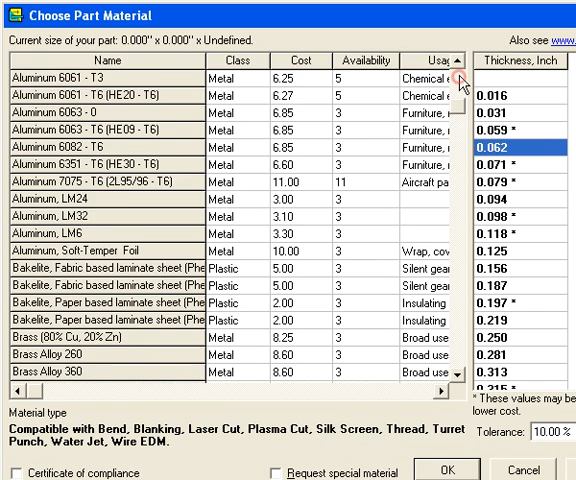 Choose Part Material
Current size of your part: 0.000" x 0.000" x Undefined. Also see www.
Name Class Cost Availability Usag Thickness, Inch
Aluminum 6061 - T3 Metal 6.25 5 Chemical e
Aluminum 6061 - T6 (HE20 - T6) Metal 6.27 5 Chemical e 0.016
Aluminum 6063 - 0 Metal 6.85 3 Furniture, r 0.031
Aluminum 6063 - T6 (HE09 - T6) Metal 6.85 3 Furniture, r 0.059 *
Aluminum 6082 - T6 Metal 6.85 3 Furniture, r 0.062
Aluminum 6351 - T6 (HE30 - T6) Metal 6.60 3 Furniture, r 0.071 *
Aluminum 7075 - T6 (2L95/96 - T6) Metal 11.00 11 Aircraft pa 0.079 *
Aluminum, LM24 Metal 3.00 3 0.094
Aluminum, LM32 Metal 3.10 3 0.098 *
Aluminum, LM6 Metal 3.30 3 0.118 *
Aluminum, Soft-Temper Foil Metal 10.00 3 Wrap, cov 0.125
Bakelite, Fabric based laminate sheet (Phe Plastic 5.00 3 Silent gear 0.156
Bakelite, Fabric based laminate sheet (Phe Plastic 5.00 3 Silent gear 0.187
Bakelite, Paper based laminate sheet (Phe Plastic 2.00 3 Insulating 0.197 *
Bakelite, Paper based laminate sheet (Phe Plastic 2.00 3 Insulating 0.219
Brass (80% Cu, 20% Zn) Metal 8.25 3 Broad use 0.250
Brass Alloy 260 Metal 8.60 3 Broad use 0.281
Brass Alloy 360 Metal 8.60 3 Broad use 0.313
0.315 *
* These values may be
lower cost.
Material type
Compatible with Bend, Blanking, Laser Cut, Plasma Cut, Silk Screen, Thread, Turret
Punch, Water Jet, Wire EDM.
Tolerance: 10.00 %
Certificate of compliance Request special material OK Cancel